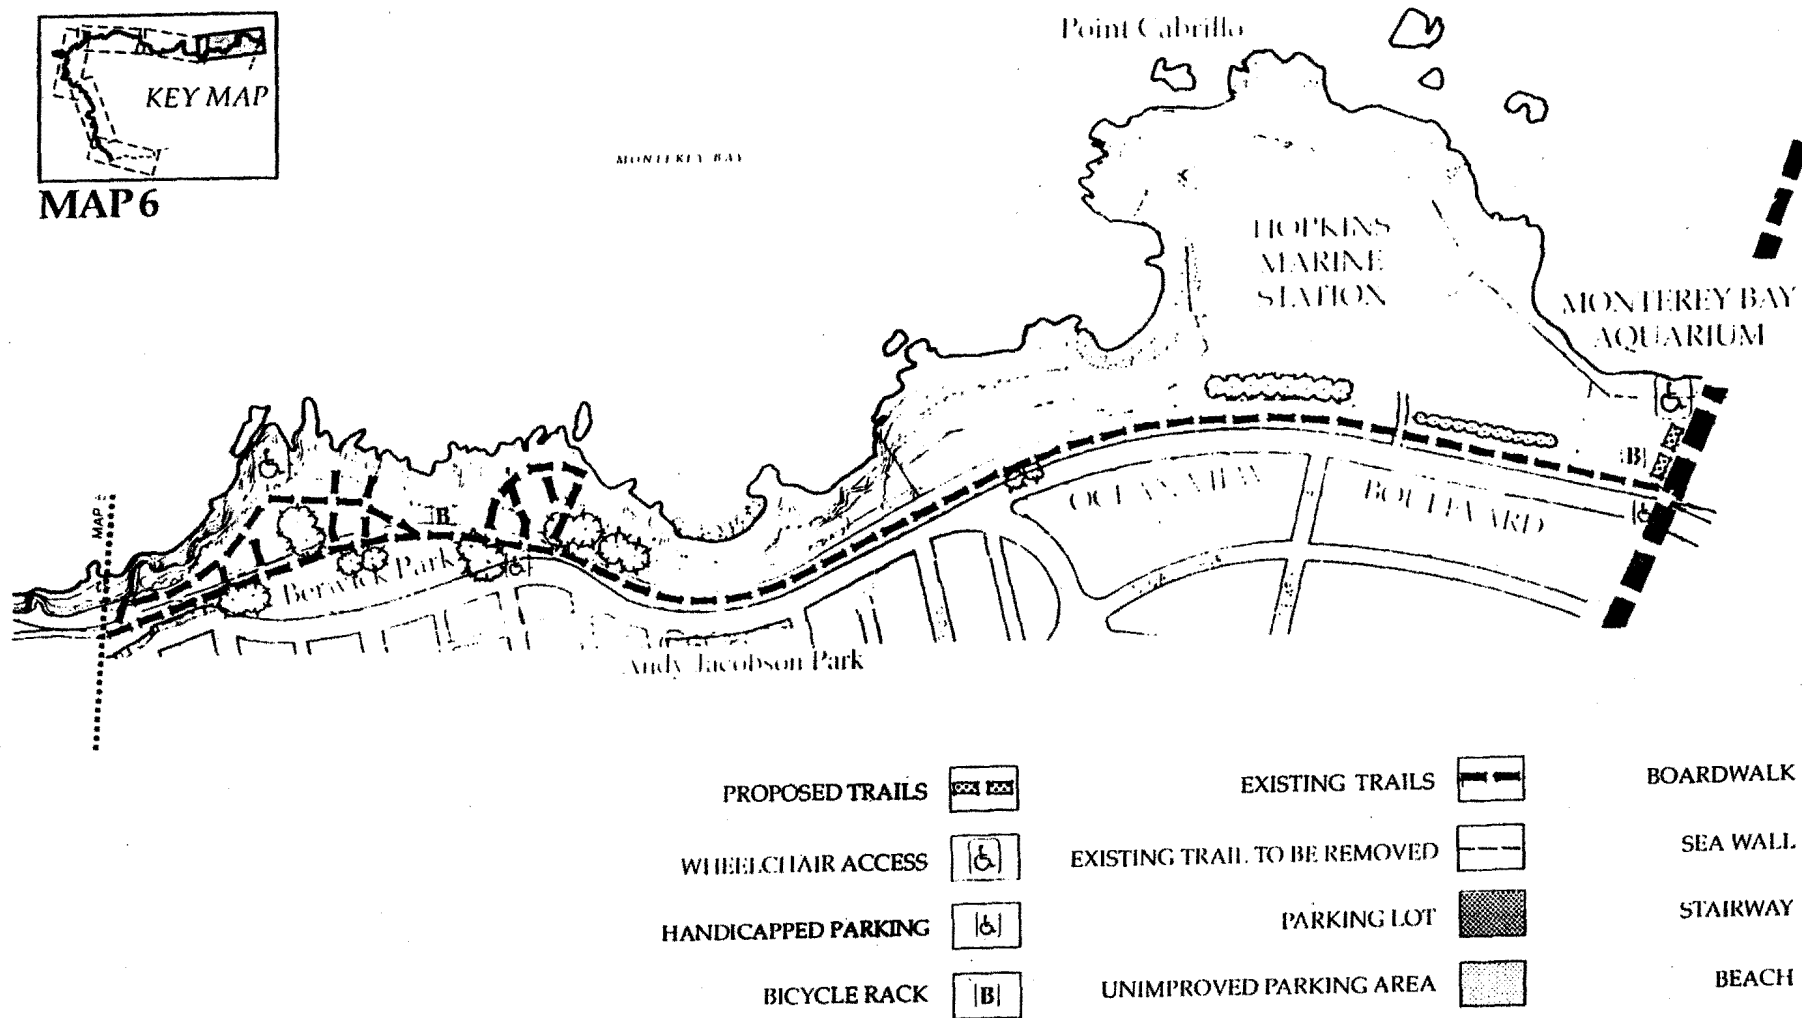 KEY MAP
MAP 6
Point Cabrillo
MONTEREY BAY
HOPKINS
MARINE
STATION
MONTEREY BAY
AQUARIUM
MAP
B
B
Berwick Park
OCEAN VIEW BOULEVARD
Andy Jacobson Park
PROPOSED TRAILS
EXISTING TRAILS
BOARDWALK
WHEELCHAIR ACCESS
EXISTING TRAIL TO BE REMOVED
SEA WALL
HANDICAPPED PARKING
PARKING LOT
STAIRWAY
BICYCLE RACK
B
UNIMPROVED PARKING AREA
BEACH